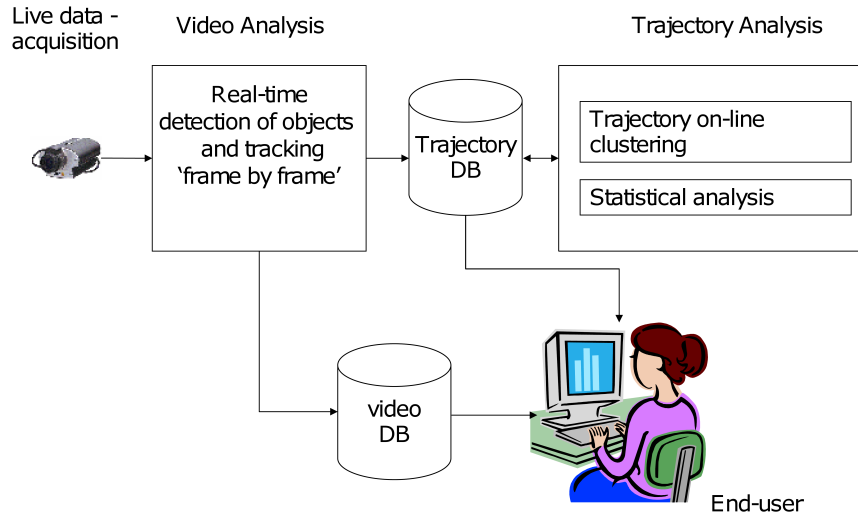 Live data -
acquisition
Video Analysis
Trajectory Analysis
Real-time
detection of objects
and tracking
‘frame by frame’
Trajectory
DB
Trajectory on-line
clustering
Statistical analysis
video
DB
End-user